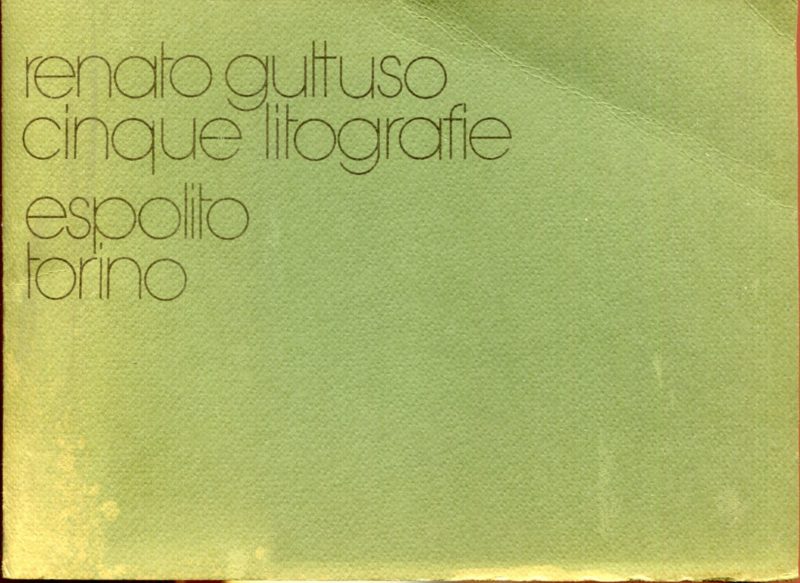 renato guttuso
cinque litografie
espolito
torino